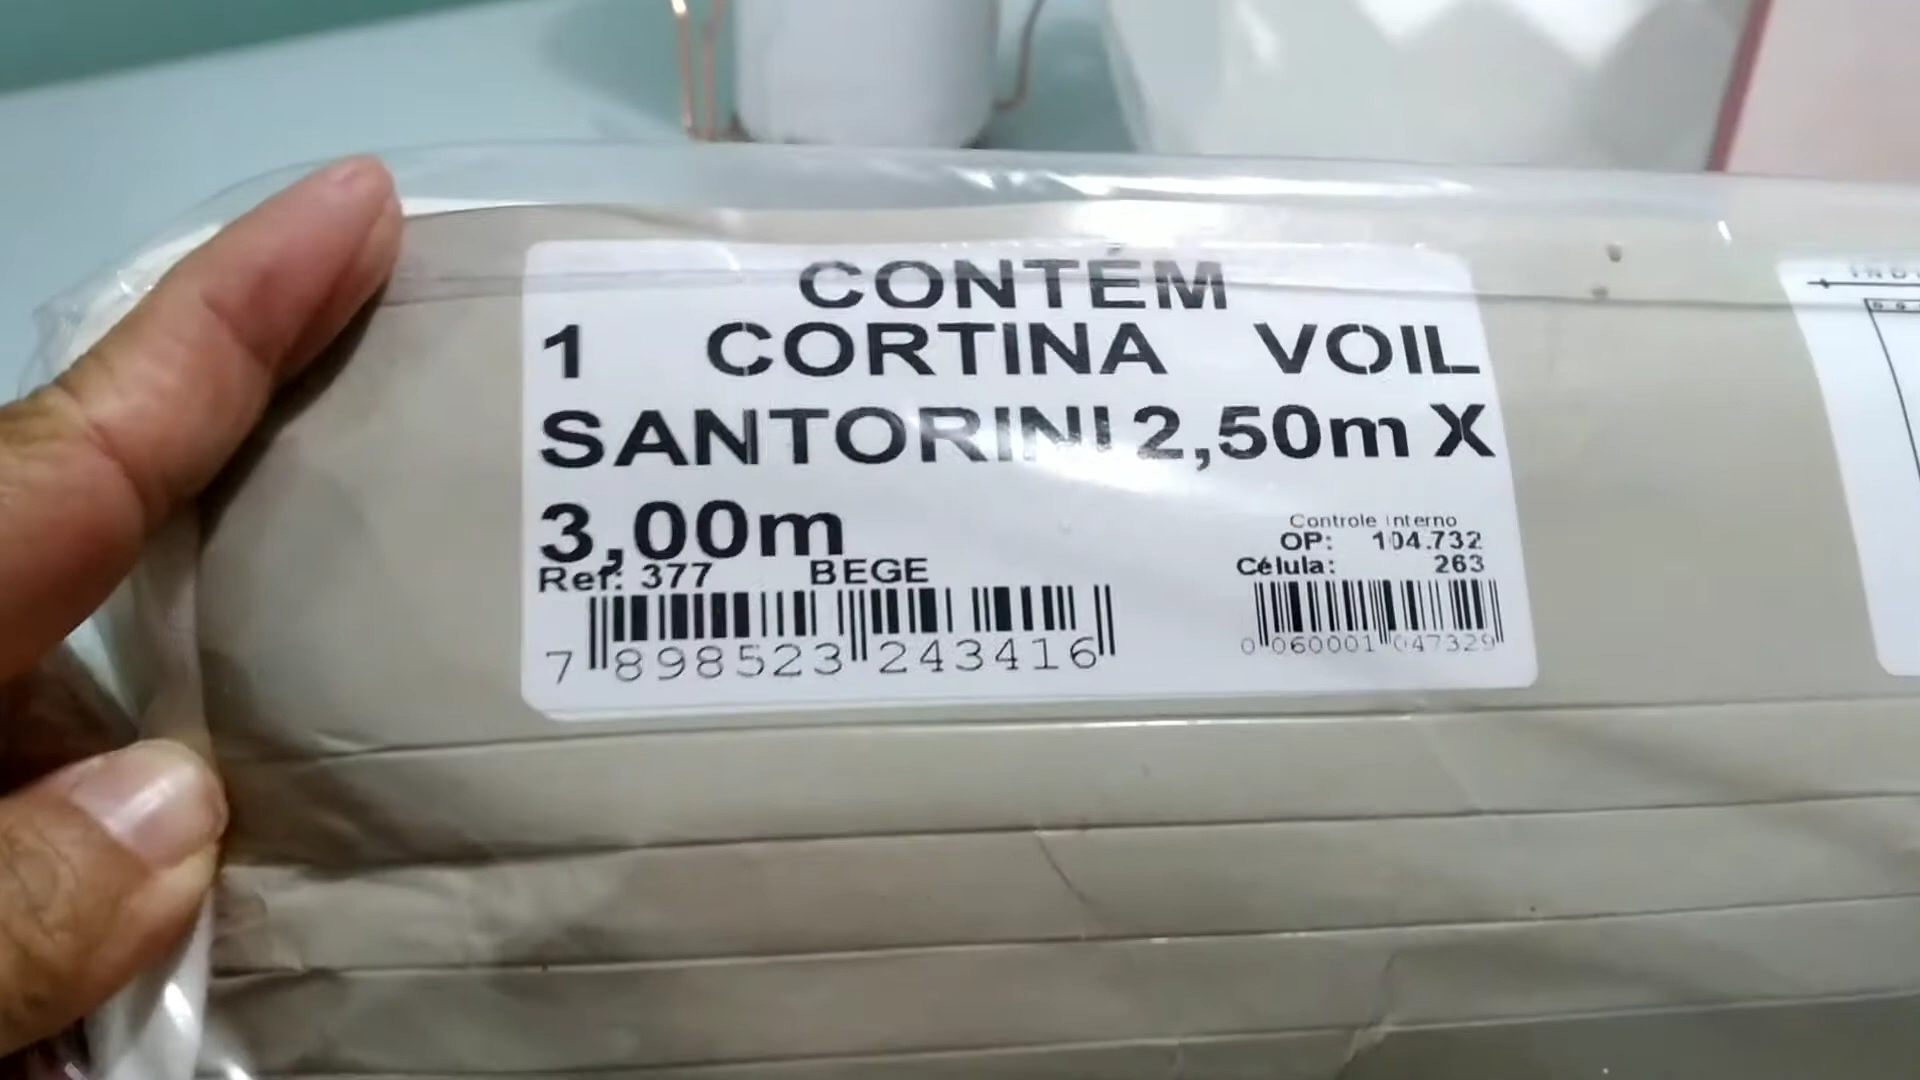 CONTÉM
1 CORTINA VOIL
SANTORINI 2,50m X
3,00m
Ref: 377 BEGE
7 898523 243416
Controle Interno
OP: 104.732
Célula: 263
0 060001 047329